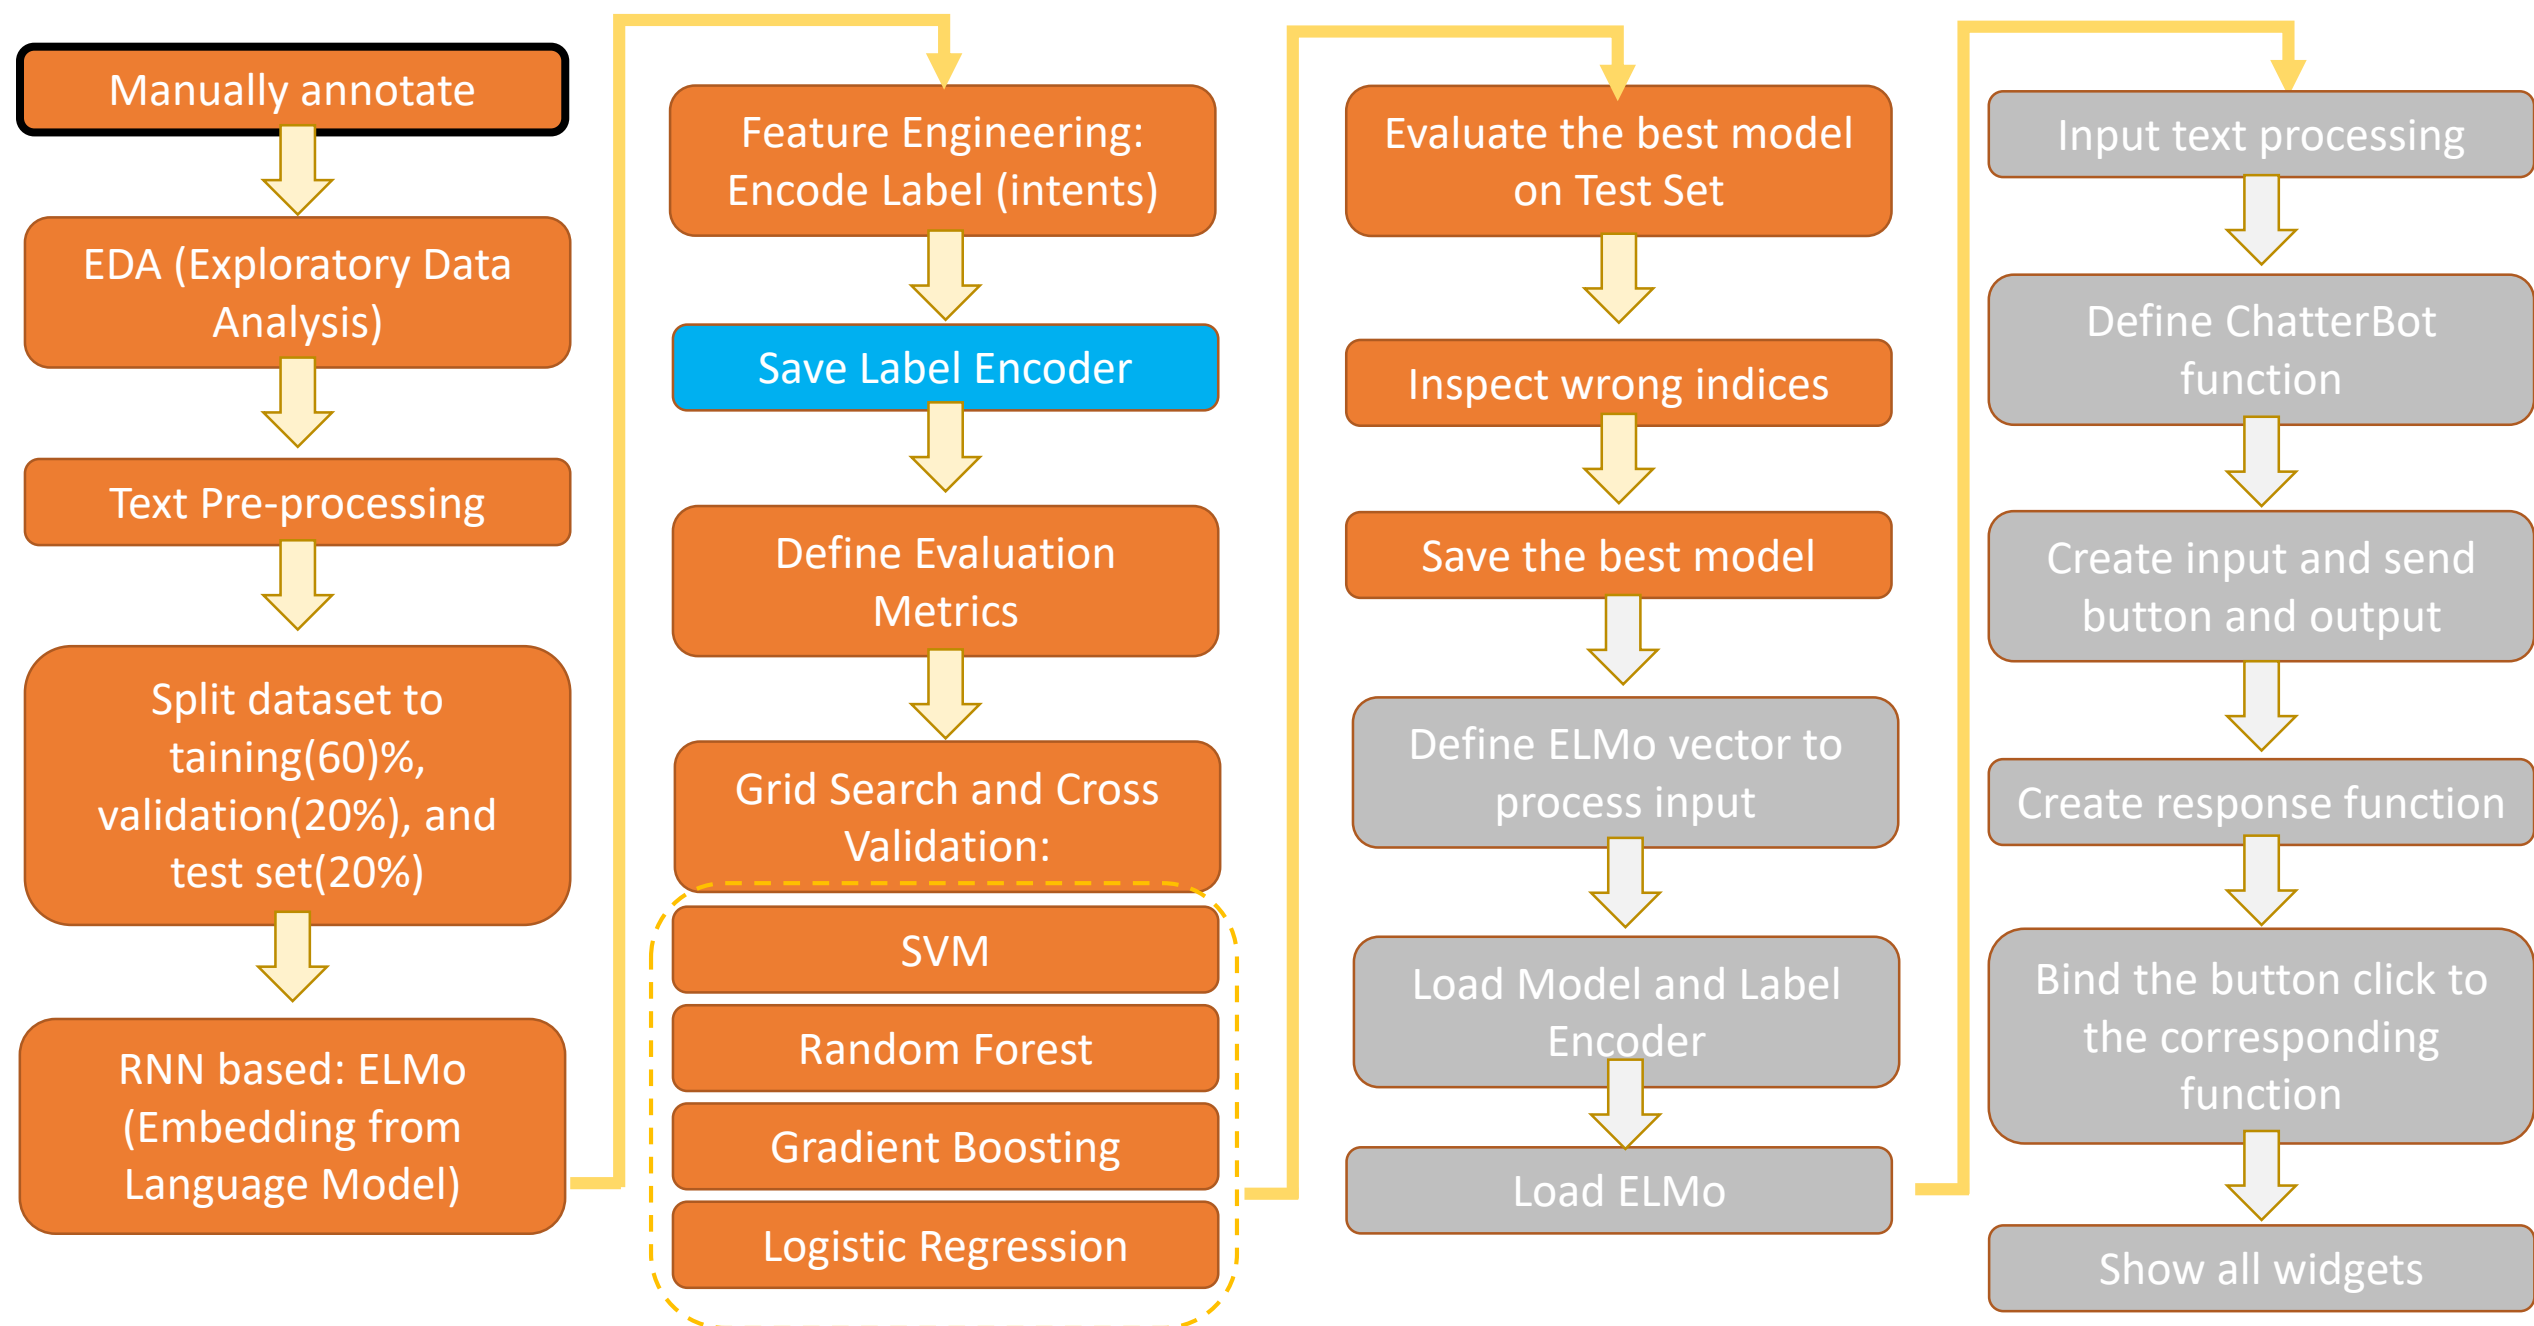 Manually annotate
EDA (Exploratory Data
Analysis)
Text Pre-processing
Split dataset to
taining(60)%,
validation(20%), and
test set(20%)
RNN based: ELMo
(Embedding from
Language Model)
Feature Engineering:
Encode Label (intents)
Save Label Encoder
Define Evaluation
Metrics
Grid Search and Cross
Validation:
SVM
Random Forest
Gradient Boosting
Logistic Regression
Evaluate the best model
on Test Set
Inspect wrong indices
Save the best model
Define ELMo vector to
process input
Load Model and Label
Encoder
Load ELMo
Input text processing
Define ChatterBot
function
Create input and send
button and output
Create response function
Bind the button click to
the corresponding
function
Show all widgets